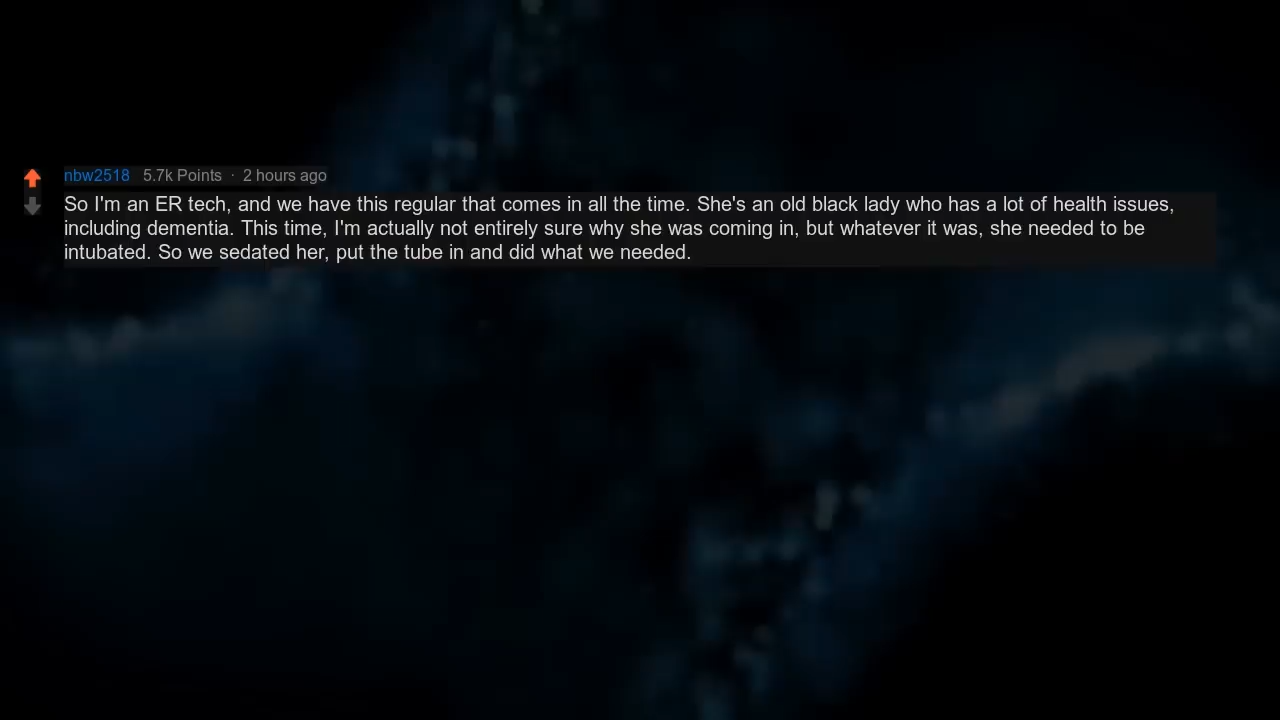 nbw2518 5.7k Points · 2 hours ago
So I'm an ER tech, and we have this regular that comes in all the time. She's an old black lady who has a lot of health issues,
including dementia. This time, I'm actually not entirely sure why she was coming in, but whatever it was, she needed to be
intubated. So we sedated her, put the tube in and did what we needed.